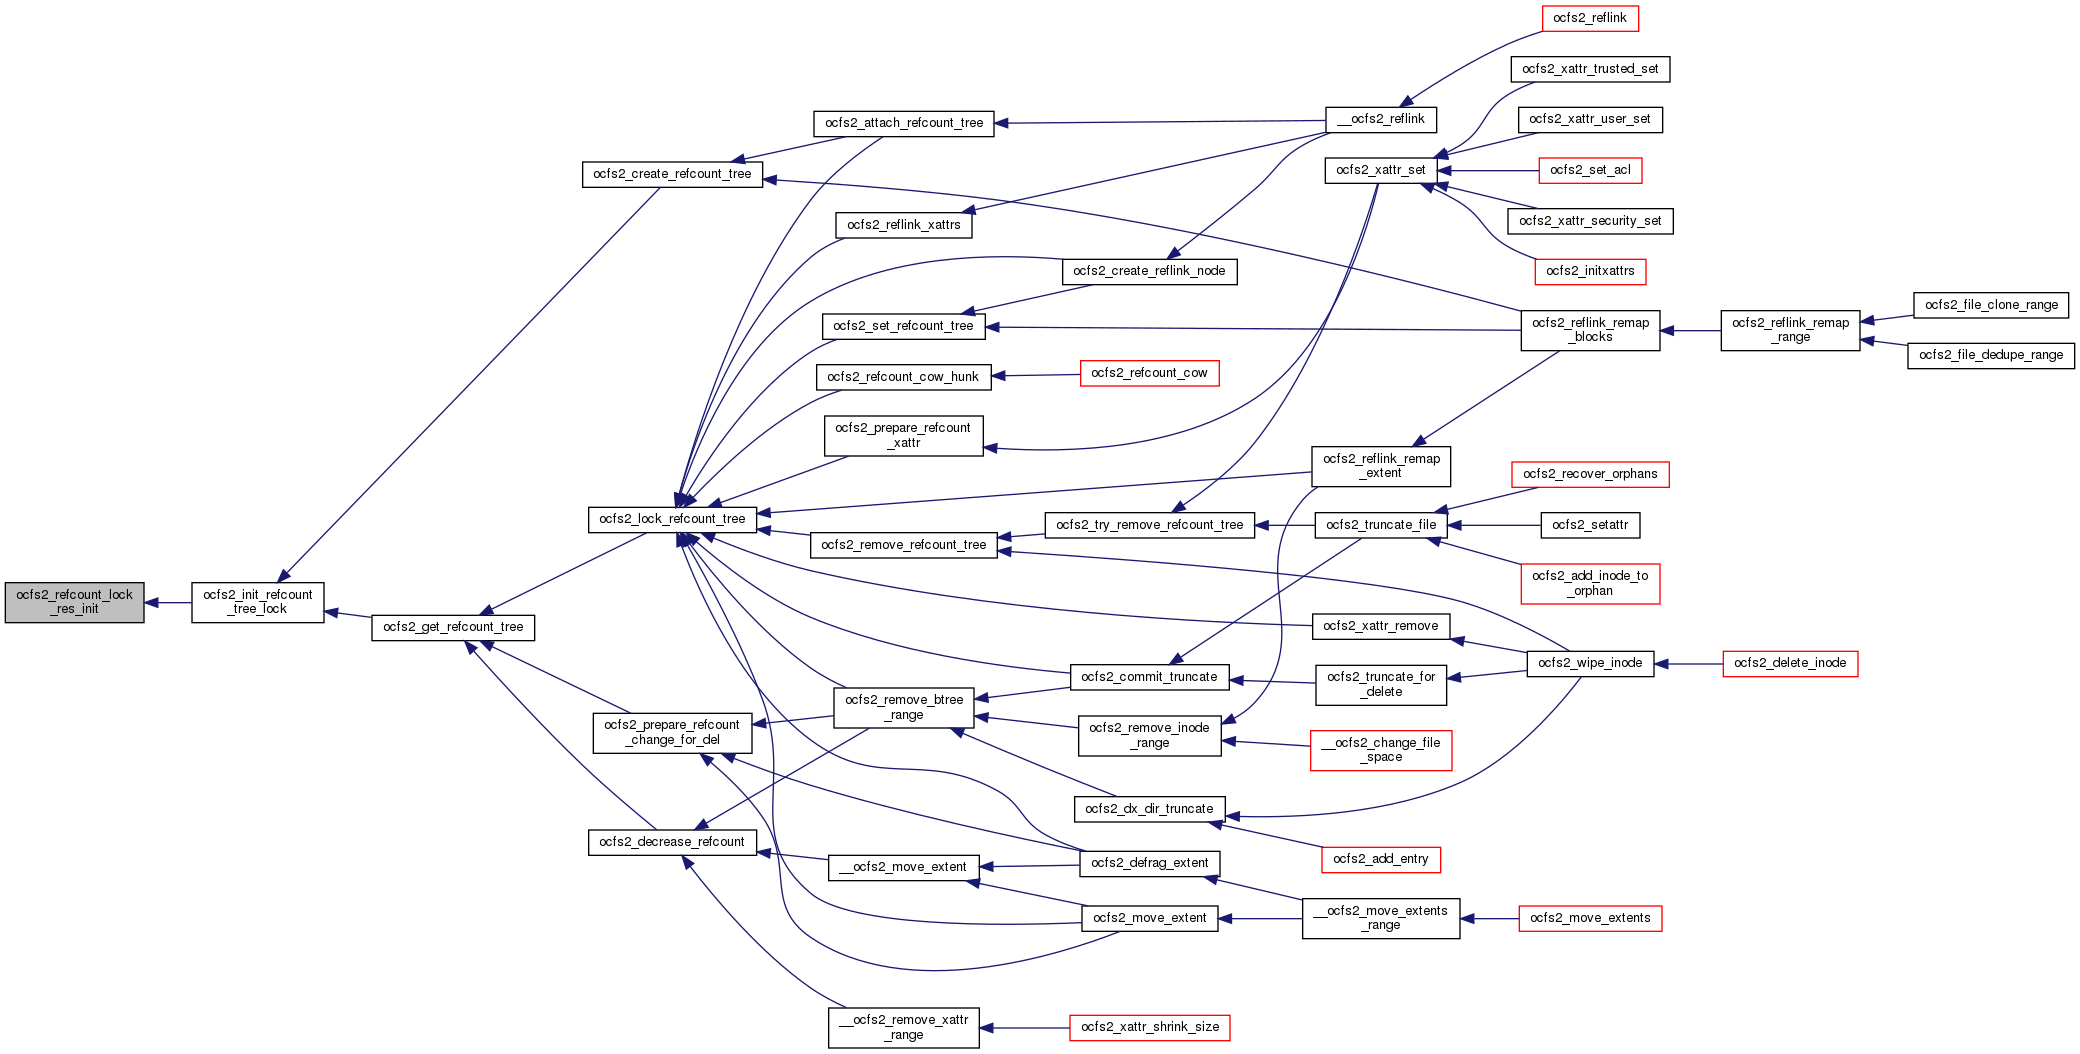 ocfs2_reflink
ocfs2_xattr_trusted_set
ocfs2_attach_refcount_tree
__ocfs2_reflink
ocfs2_xattr_user_set
ocfs2_create_refcount_tree
ocfs2_xattr_set
ocfs2_set_acl
ocfs2_reflink_xattrs
ocfs2_xattr_security_set
ocfs2_create_reflink_node
ocfs2_initxattrs
ocfs2_set_refcount_tree
ocfs2_reflink_remap
_blocks
ocfs2_reflink_remap
_range
ocfs2_file_clone_range
ocfs2_file_dedupe_range
ocfs2_refcount_cow_hunk
ocfs2_refcount_cow
ocfs2_prepare_refcount
_xattr
ocfs2_reflink_remap
_extent
ocfs2_recover_orphans
ocfs2_lock_refcount_tree
ocfs2_try_remove_refcount_tree
ocfs2_truncate_file
ocfs2_setattr
ocfs2_remove_refcount_tree
ocfs2_add_inode_to
_orphan
ocfs2_refcount_lock
_res_init
ocfs2_init_refcount
_tree_lock
ocfs2_get_refcount_tree
ocfs2_xattr_remove
ocfs2_wipe_inode
ocfs2_delete_inode
ocfs2_commit_truncate
ocfs2_truncate_for
_delete
ocfs2_remove_btree
_range
ocfs2_prepare_refcount
_change_for_del
ocfs2_remove_inode
_range
__ocfs2_change_file
_space
ocfs2_dx_dir_truncate
ocfs2_decrease_refcount
ocfs2_add_entry
__ocfs2_move_extent
ocfs2_defrag_extent
ocfs2_move_extent
__ocfs2_move_extents
_range
ocfs2_move_extents
__ocfs2_remove_xattr
_range
ocfs2_xattr_shrink_size